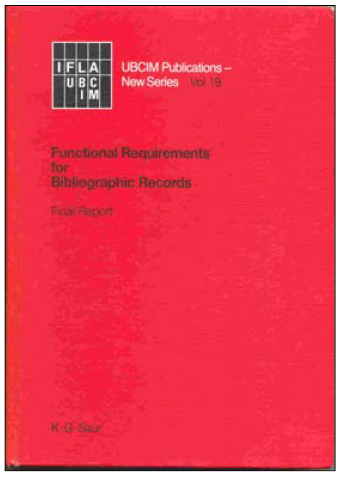 IFLA
UBC
IM
UBCIM Publications –
New Series Vol 19
Functional Requirements
for
Bibliographic Records
Final Report
K·G·Saur